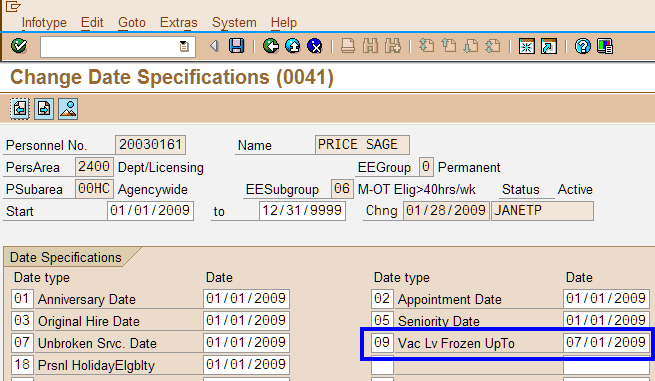 Infotype Edit Goto Extras System Help
Change Date Specifications (0041)
Personnel No. 20030161 Name PRICE SAGE
PersArea 2400 Dept/Licensing EEGroup 0 Permanent
PSubarea 00HC Agencywide EESubgroup 06 M-OT Elig>40hrs/wk Status Active
Start 01/01/2009 to 12/31/9999 Chng 01/28/2009 JANETP
Date Specifications
Date type Date Date type Date
01 Anniversary Date 01/01/2009 02 Appointment Date 01/01/2009
03 Original Hire Date 01/01/2009 05 Seniority Date 01/01/2009
07 Unbroken Srvc. Date 01/01/2009 09 Vac Lv Frozen UpTo 07/01/2009
18 Prsnl HolidayElgblty 01/01/2009